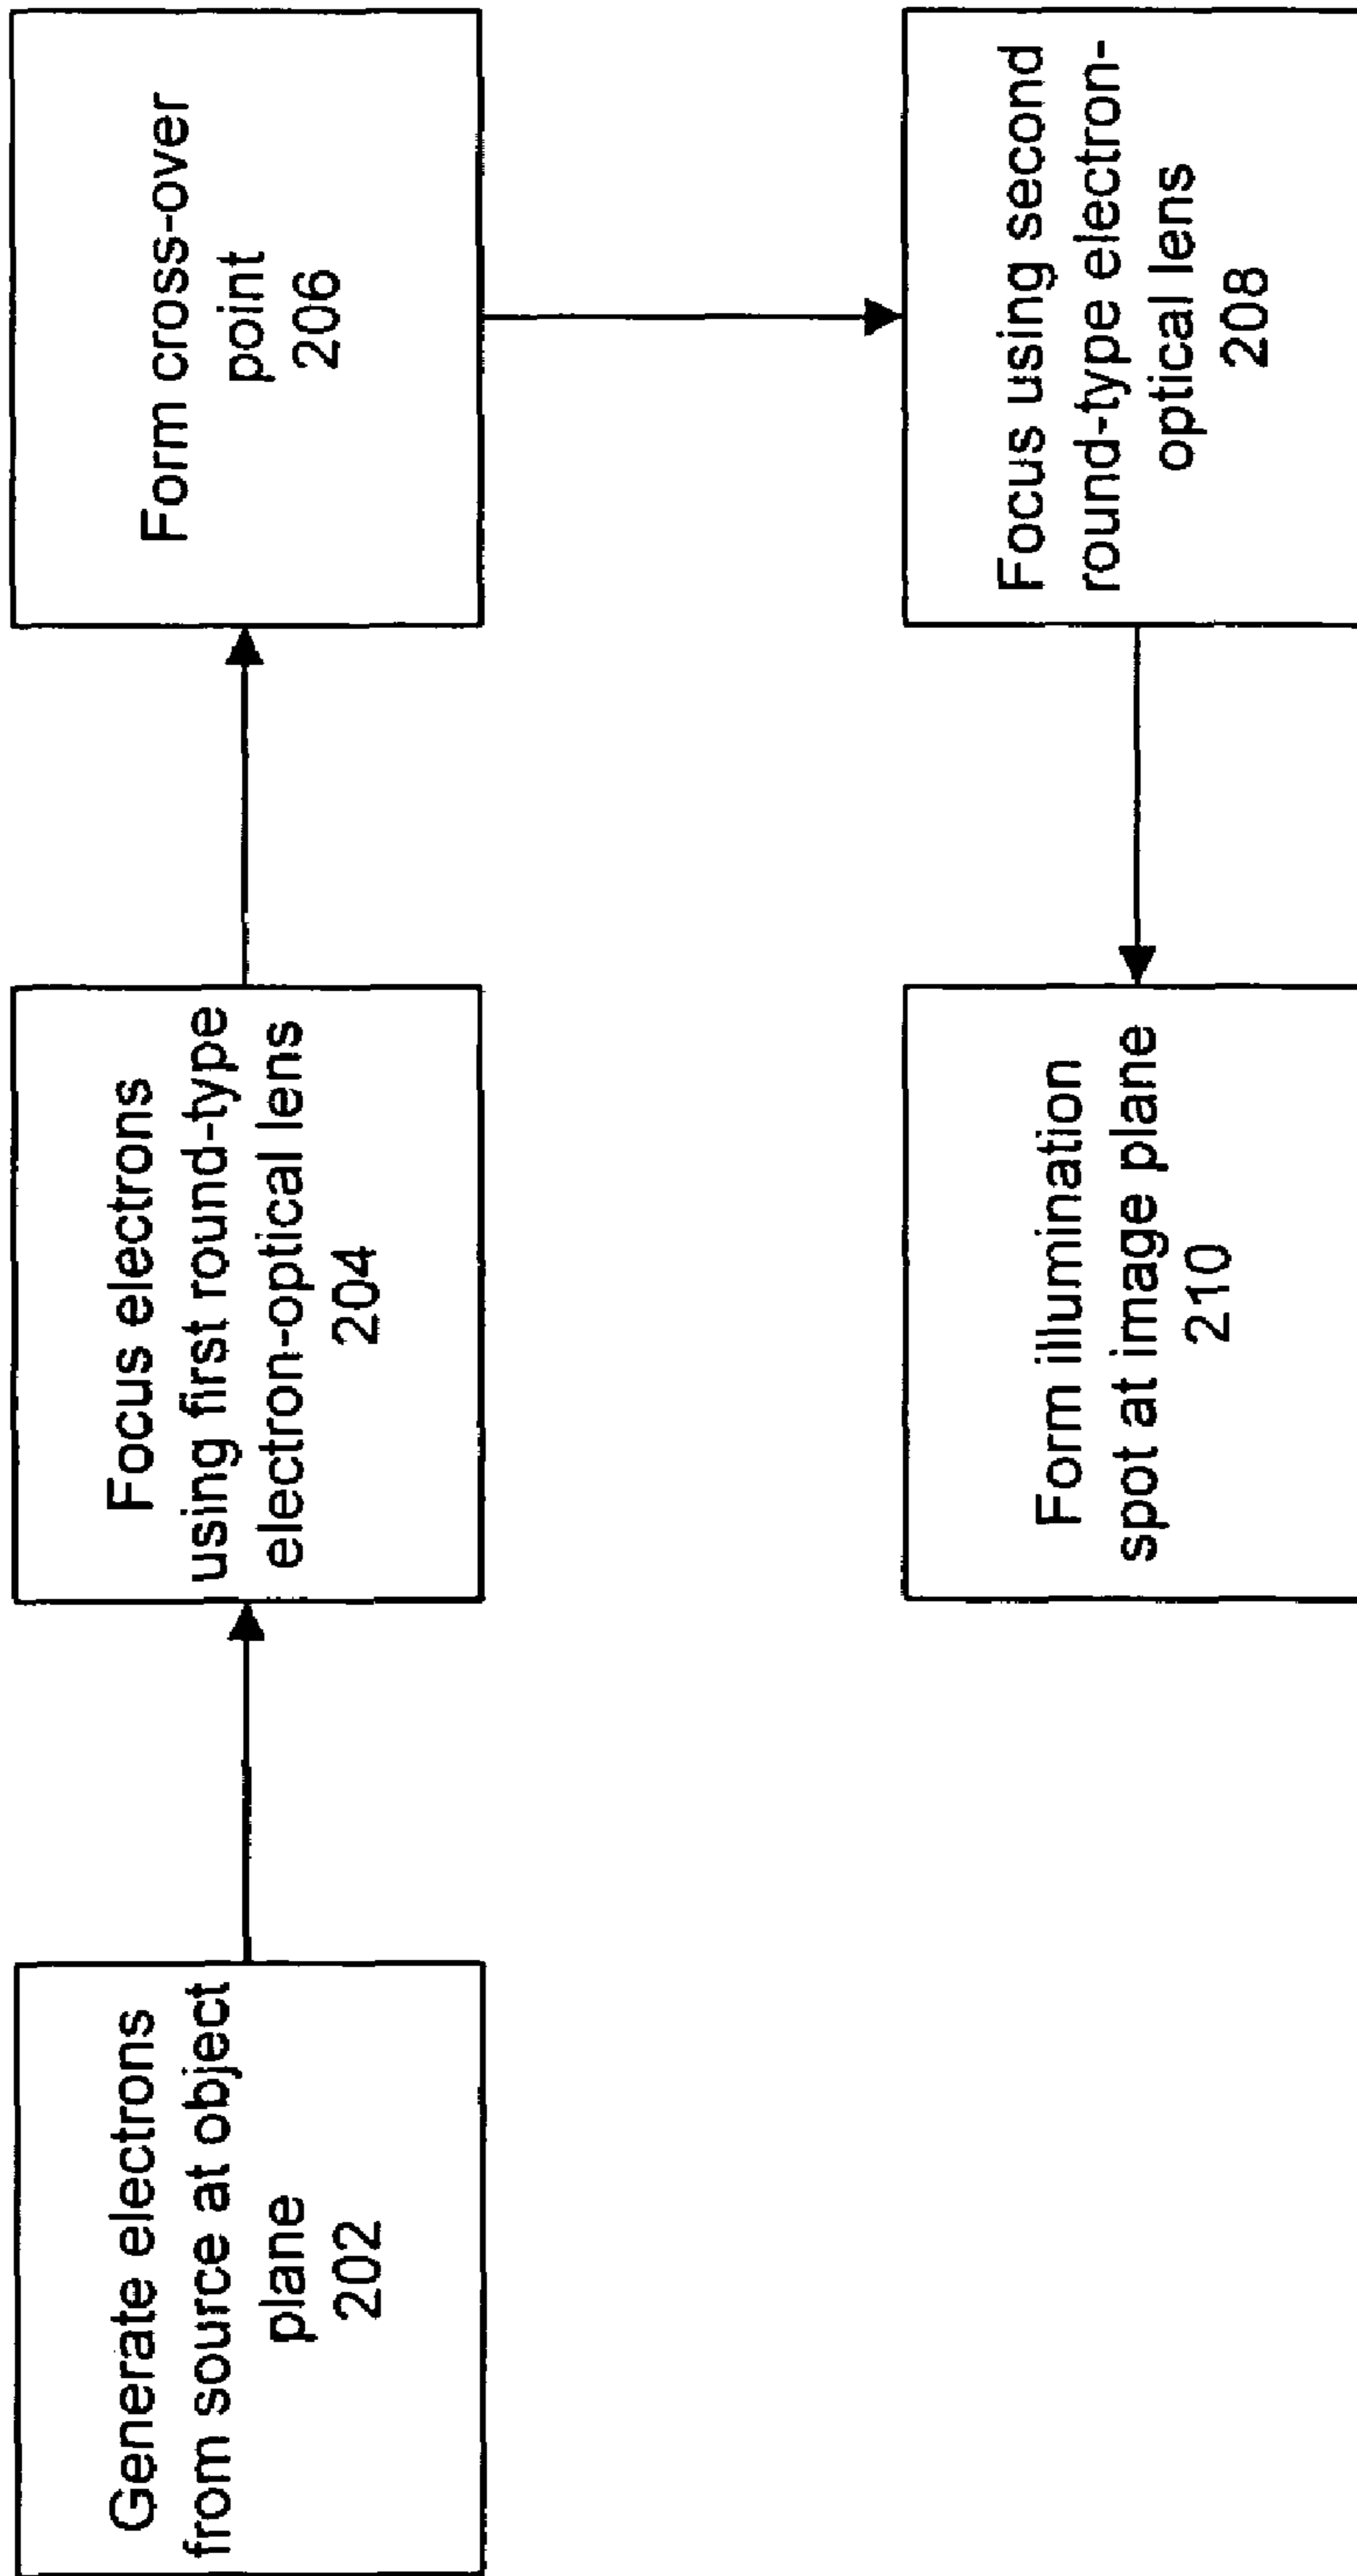 Generate electrons
from source at object
plane
202
Focus electrons
using first round-type
electron-optical lens
204
Form cross-over
point
206
Focus using second
round-type electron-
optical lens
208
Form illumination
spot at image plane
210